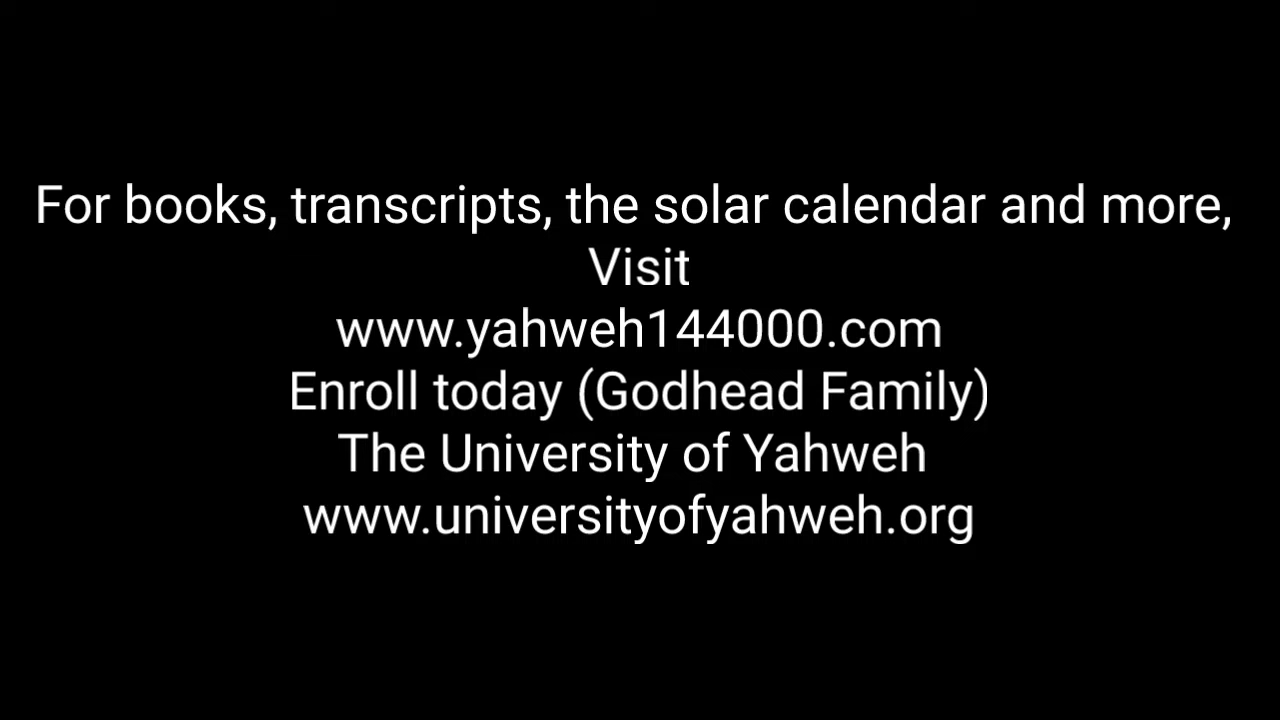 For books, transcripts, the solar calendar and more,
Visit
www.yahweh144000.com
Enroll today (Godhead Family)
The University of Yahweh
www.universityofyahweh.org